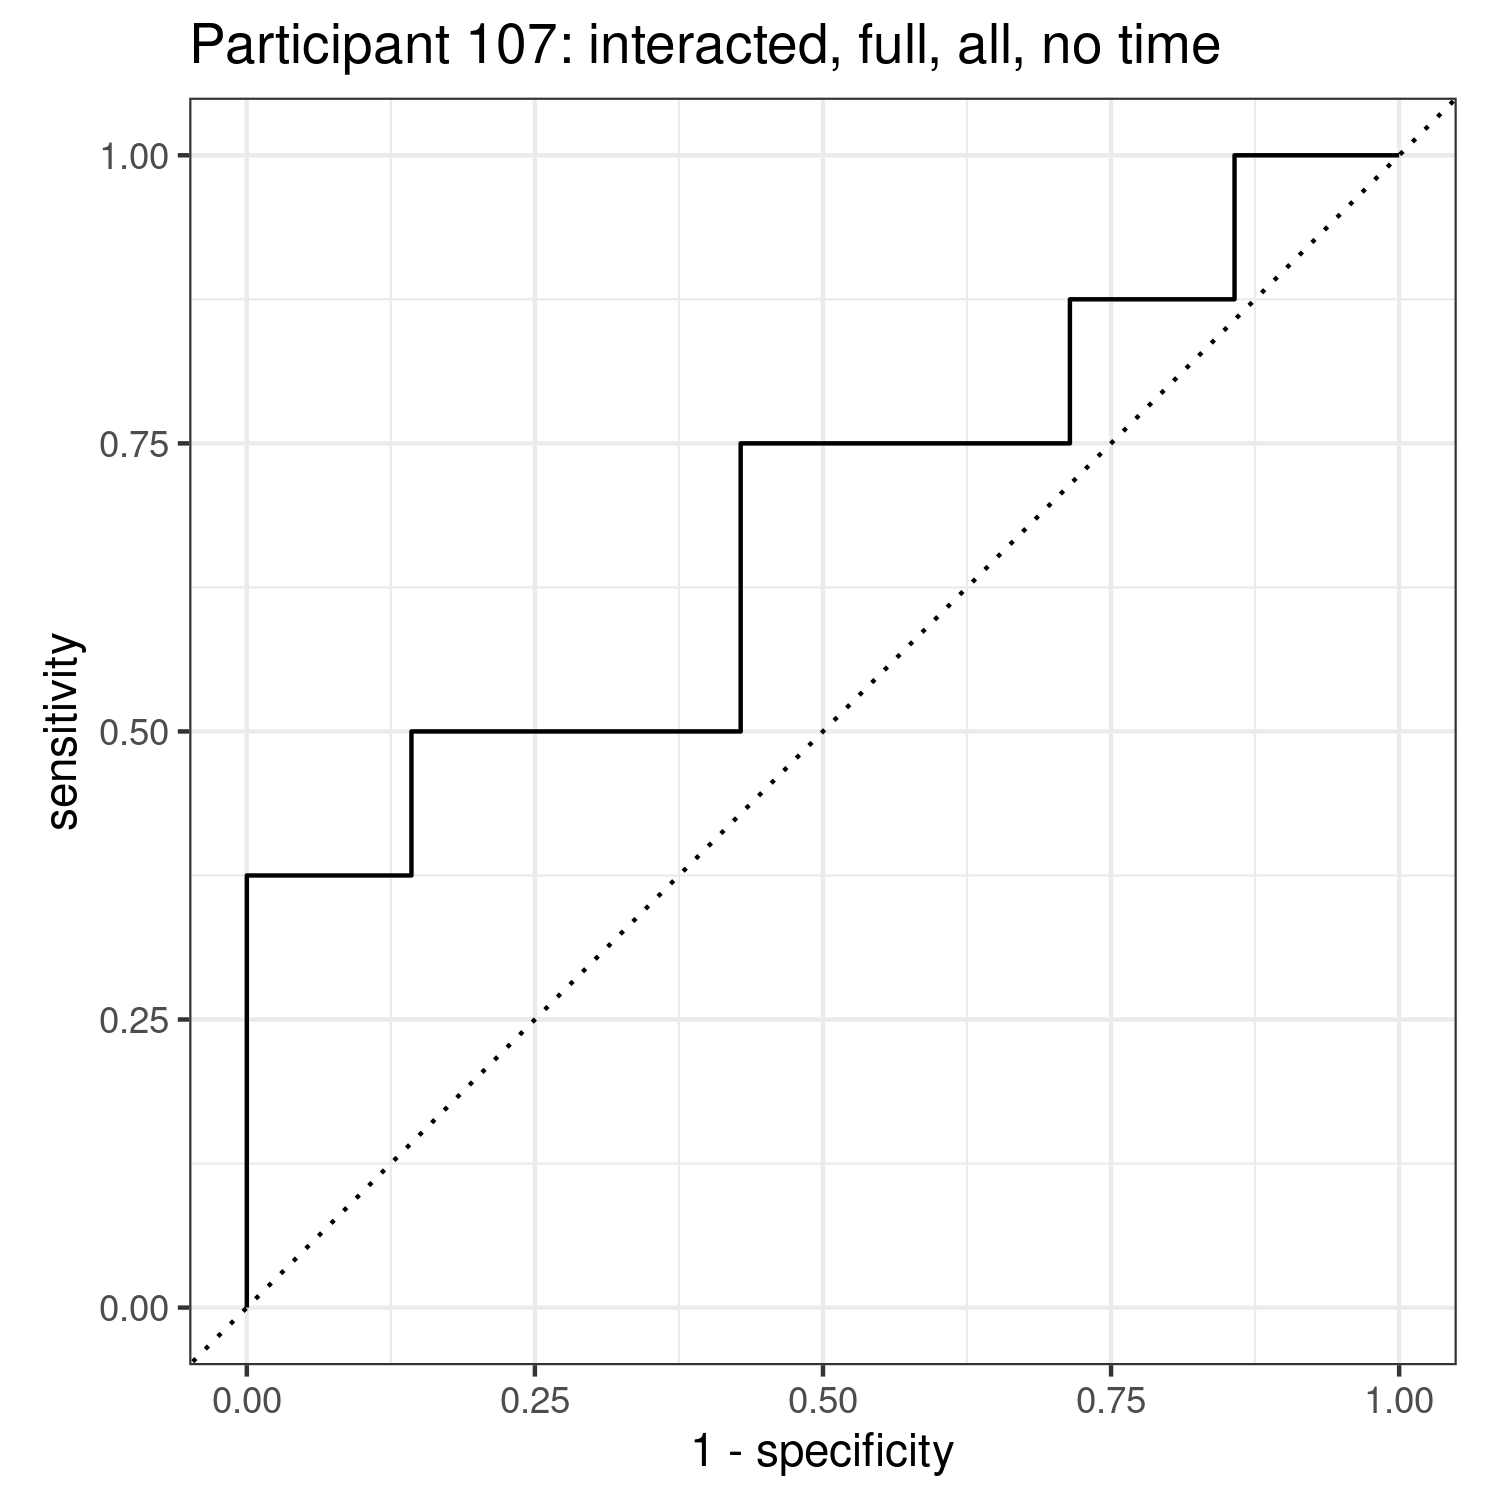 Participant 107: interacted, full, all, no time
1.00
0.75
0.50
0.25
0.00
sensitivity
0.00 0.25 0.50 0.75 1.00
1 - specificity